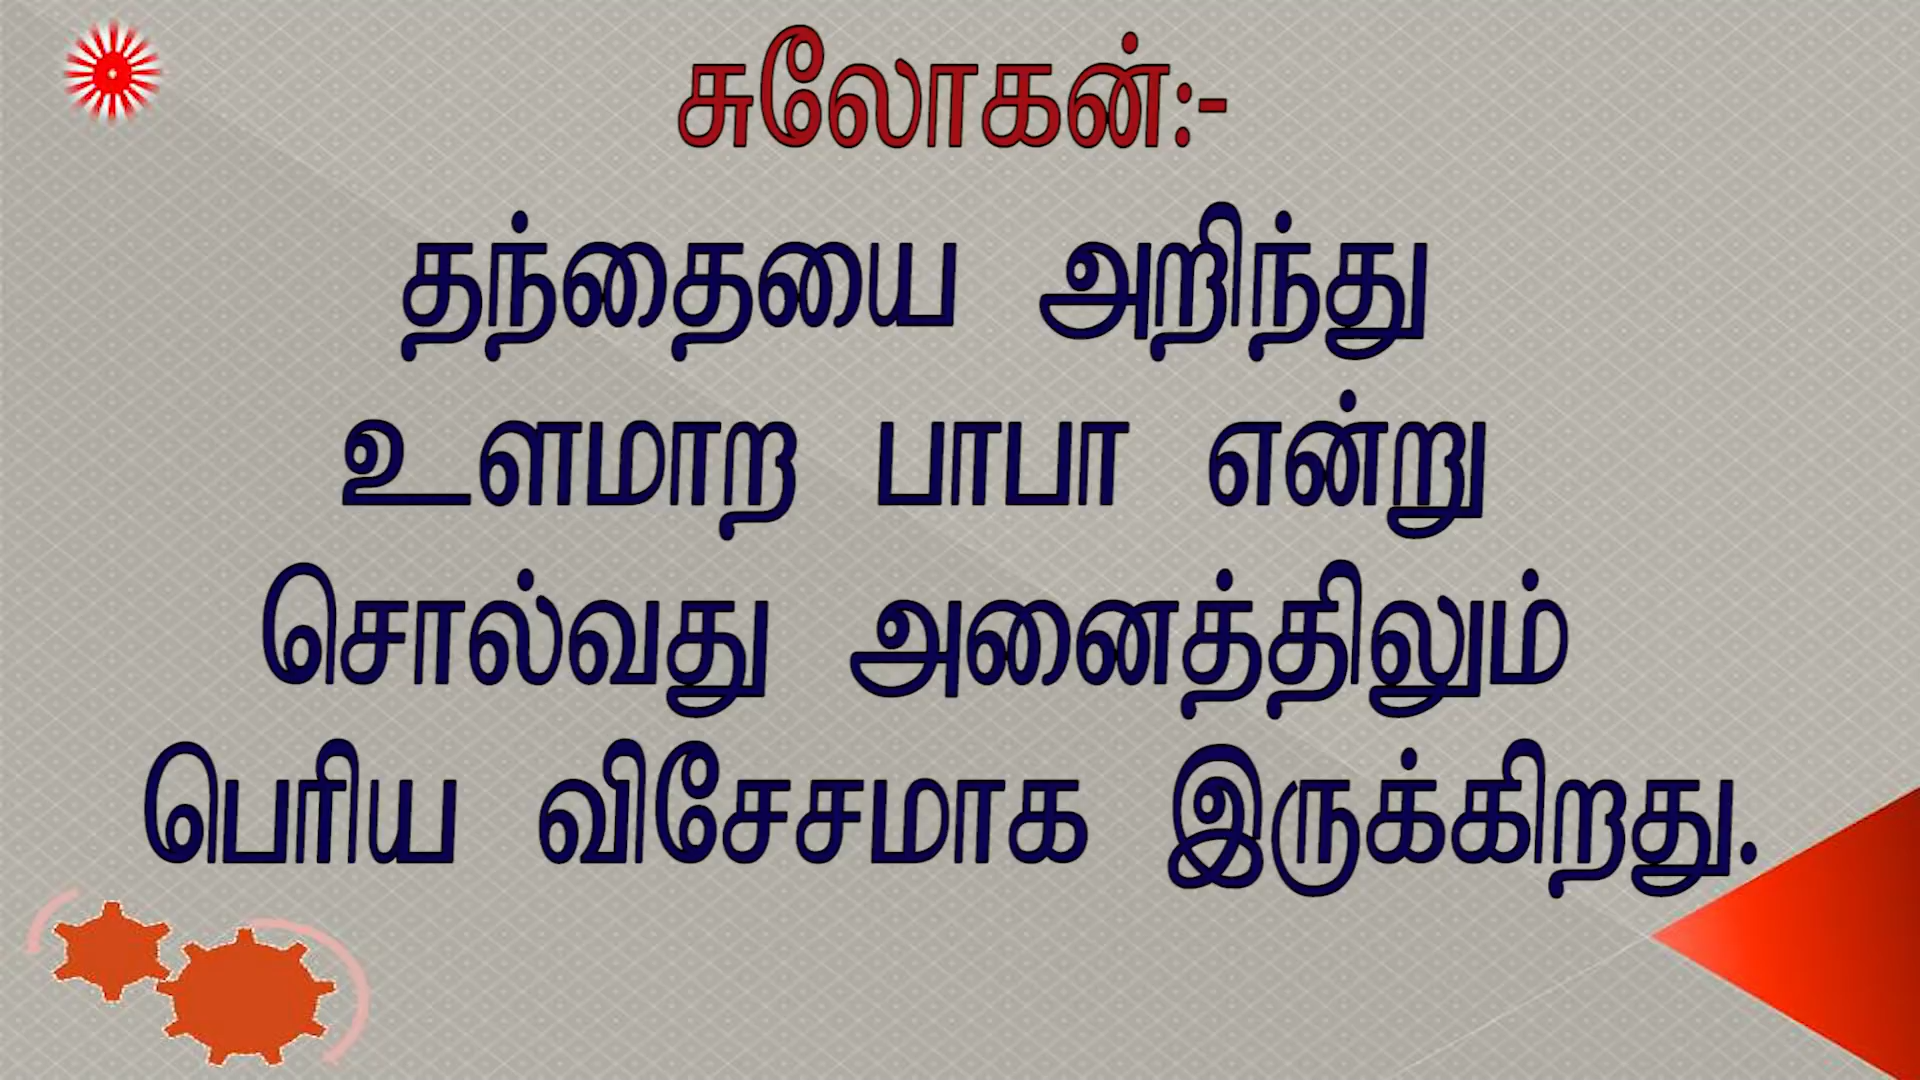 சுலோகன்:-
தந்தையை அறிந்து
உளமாற பாபா என்று
சொல்வது அனைத்திலும்
பெரிய விசேசமாக இருக்கிறது.